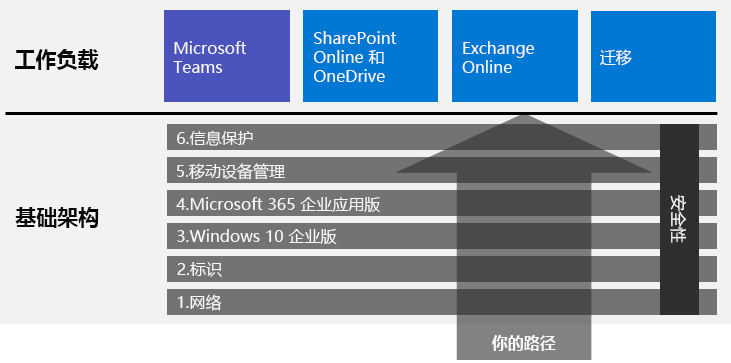 工作负载
Microsoft
Teams
SharePoint
Online 和
OneDrive
Exchange
Online
迁移
基础架构
6.信息保护
5.移动设备管理
4.Microsoft 365 企业应用版
3.Windows 10 企业版
2.标识
1.网络
安全性
你的路径